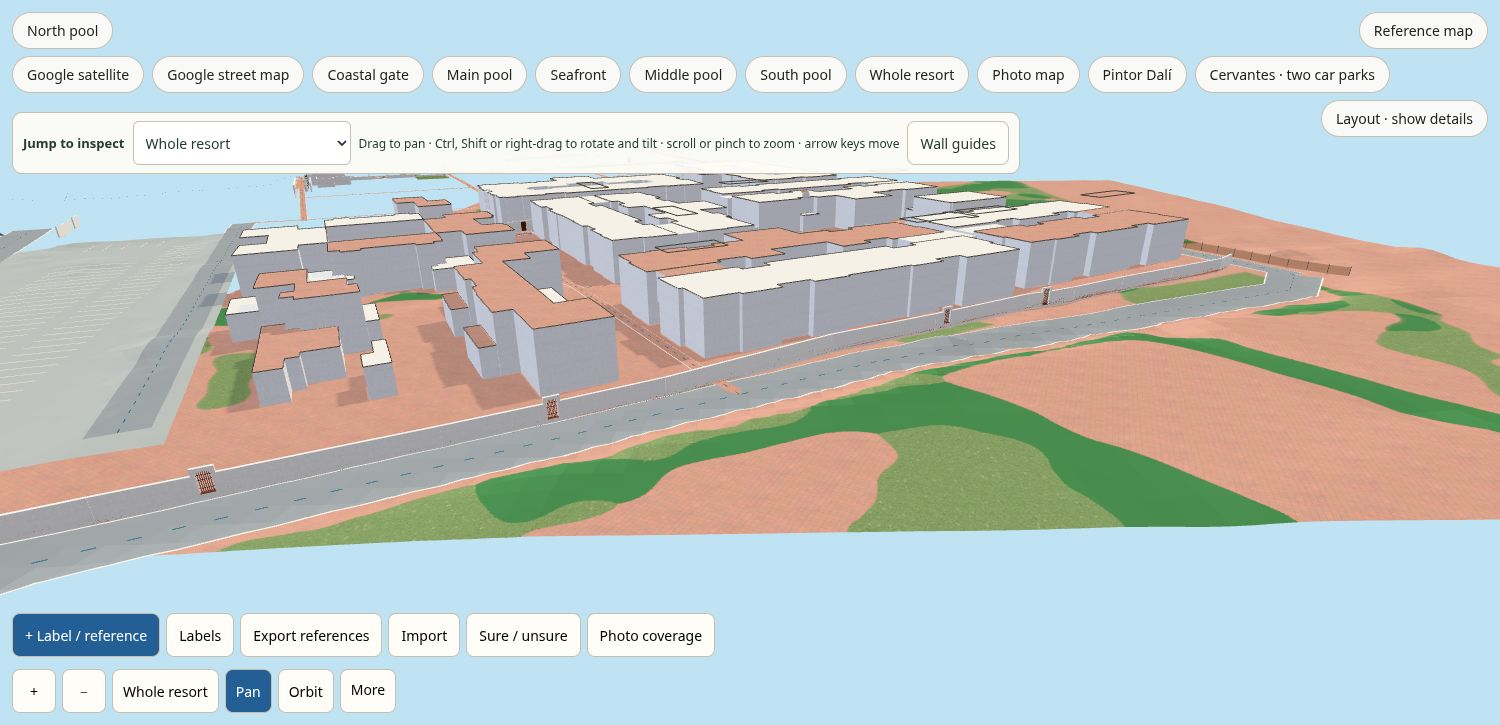 North pool
Reference map
Google satellite
Google street map
Coastal gate
Main pool
Seafront
Middle pool
South pool
Whole resort
Photo map
Pintor Dalí
Cervantes · two car parks
Layout · show details
Jump to inspect
Whole resort
Drag to pan · Ctrl, Shift or right-drag to rotate and tilt · scroll or pinch to zoom · arrow keys move
Wall guides
+ Label / reference
Labels
Export references
Import
Sure / unsure
Photo coverage
+
−
Whole resort
Pan
Orbit
More